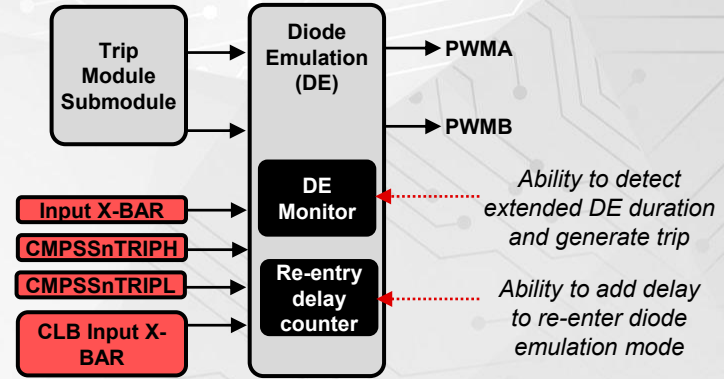 Trip
Module
Submodule
Diode
Emulation
(DE)
PWMA
PWMB
DE
Monitor
Ability to detect
extended DE duration
and generate trip
Input X-BAR
CMPSSnTRIPH
CMPSSnTRIPL
CLB Input X-
BAR
Re-entry
delay
counter
Ability to add delay
to re-enter diode
emulation mode